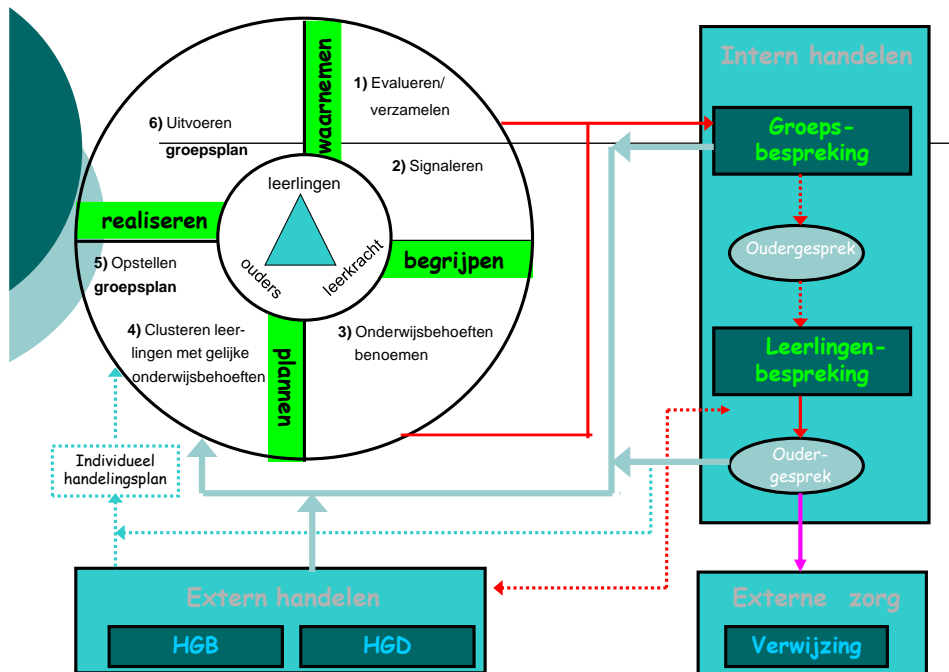 waarnemen
1) Evalueren/
verzamelen
2) Signaleren
begrijpen
3) Onderwijsbehoeften
benoemen
plannen
4) Clusteren leer-
lingen met gelijke
onderwijsbehoeften
realiseren
5) Opstellen
groepsplan
6) Uitvoeren
groepsplan
leerlingen
ouders
leerkracht
Individueel
handelingsplan
Intern handelen
Groeps-
bespreking
Oudergesprek
Leerlingen-
bespreking
Ouder-
gesprek
Extern handelen
HGB
HGD
Externe zorg
Verwijzing